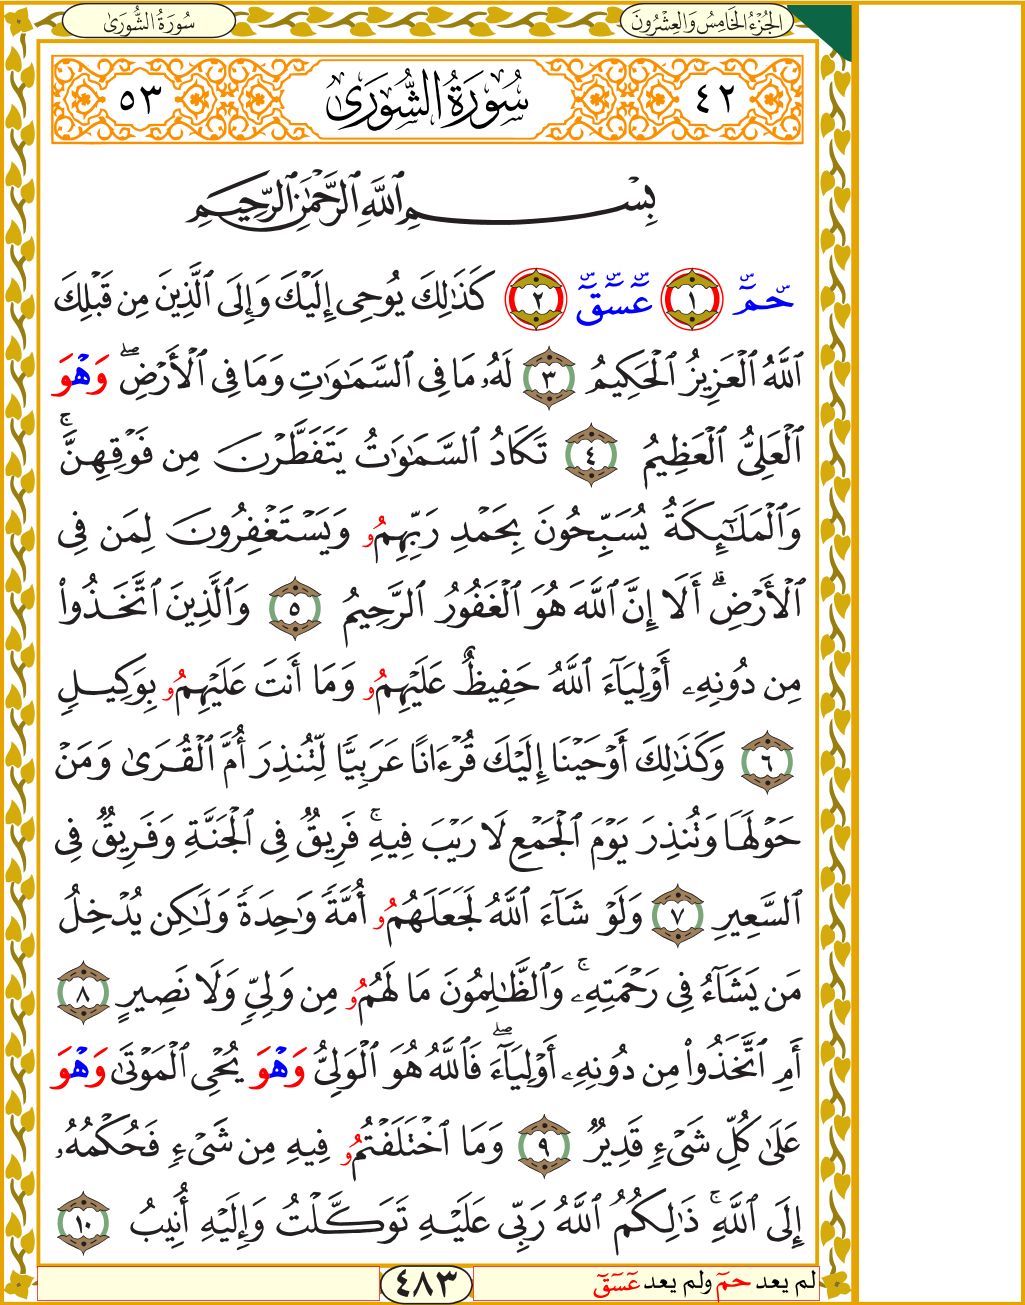 الجُزْءُ الخَامِسُ وَالعِشْرُونَ
سُورَةُ الشُّورَىٰ
٤٢ سُورَةُ الشُّورَىٰ ٥٣
بِسْمِ ٱللَّهِ ٱلرَّحْمَٰنِ ٱلرَّحِيمِ
حمٓ ١ عٓسٓقٓ ٢ كَذَٰلِكَ يُوحِىٓ إِلَيْكَ وَإِلَى ٱلَّذِينَ مِن قَبْلِكَ
ٱللَّهُ ٱلْعَزِيزُ ٱلْحَكِيمُ ٣ لَهُۥ مَا فِى ٱلسَّمَٰوَٰتِ وَمَا فِى ٱلْأَرْضِۖ وَهْوَ
ٱلْعَلِىُّ ٱلْعَظِيمُ ٤ تَكَادُ ٱلسَّمَٰوَٰتُ يَتَفَطَّرْنَ مِن فَوْقِهِنَّۚ
وَٱلْمَلَٰٓئِكَةُ يُسَبِّحُونَ بِحَمْدِ رَبِّهِمُۥ وَيَسْتَغْفِرُونَ لِمَن فِى
ٱلْأَرْضِۗ أَلَا إِنَّ ٱللَّهَ هُوَ ٱلْغَفُورُ ٱلرَّحِيمُ ٥ وَٱلَّذِينَ ٱتَّخَذُوا۟
مِن دُونِهِۦ أَوْلِيَآءَ ٱللَّهُ حَفِيظٌ عَلَيْهِمُۥ وَمَا أَنتَ عَلَيْهِمُۥ بِوَكِيلٍ
٦ وَكَذَٰلِكَ أَوْحَيْنَا إِلَيْكَ قُرْءَانًا عَرَبِيًّا لِّتُنذِرَ أُمَّ ٱلْقُرَىٰ وَمَنْ
حَوْلَهَا وَتُنذِرَ يَوْمَ ٱلْجَمْعِ لَا رَيْبَ فِيهِۚ فَرِيقٌ فِى ٱلْجَنَّةِ وَفَرِيقٌ فِى
ٱلسَّعِيرِ ٧ وَلَوْ شَآءَ ٱللَّهُ لَجَعَلَهُمُۥ أُمَّةً وَٰحِدَةً وَلَٰكِن يُدْخِلُ
مَن يَشَآءُ فِى رَحْمَتِهِۦۚ وَٱلظَّٰلِمُونَ مَا لَهُمُۥ مِن وَلِىٍّ وَلَا نَصِيرٍ ٨
أَمِ ٱتَّخَذُوا۟ مِن دُونِهِۦ أَوْلِيَآءَۖ فَٱللَّهُ هُوَ ٱلْوَلِىُّ وَهْوَ يُحْىِ ٱلْمَوْتَىٰ وَهْوَ
عَلَىٰ كُلِّ شَىْءٍ قَدِيرٌ ٩ وَمَا ٱخْتَلَفْتُمُۥ فِيهِ مِن شَىْءٍ فَحُكْمُهُۥ
إِلَى ٱللَّهِۚ ذَٰلِكُمُ ٱللَّهُ رَبِّى عَلَيْهِ تَوَكَّلْتُ وَإِلَيْهِ أُنِيبُ ١٠
لم يعد حمٓ ولم يعد عٓسٓقٓ
٤٨٣